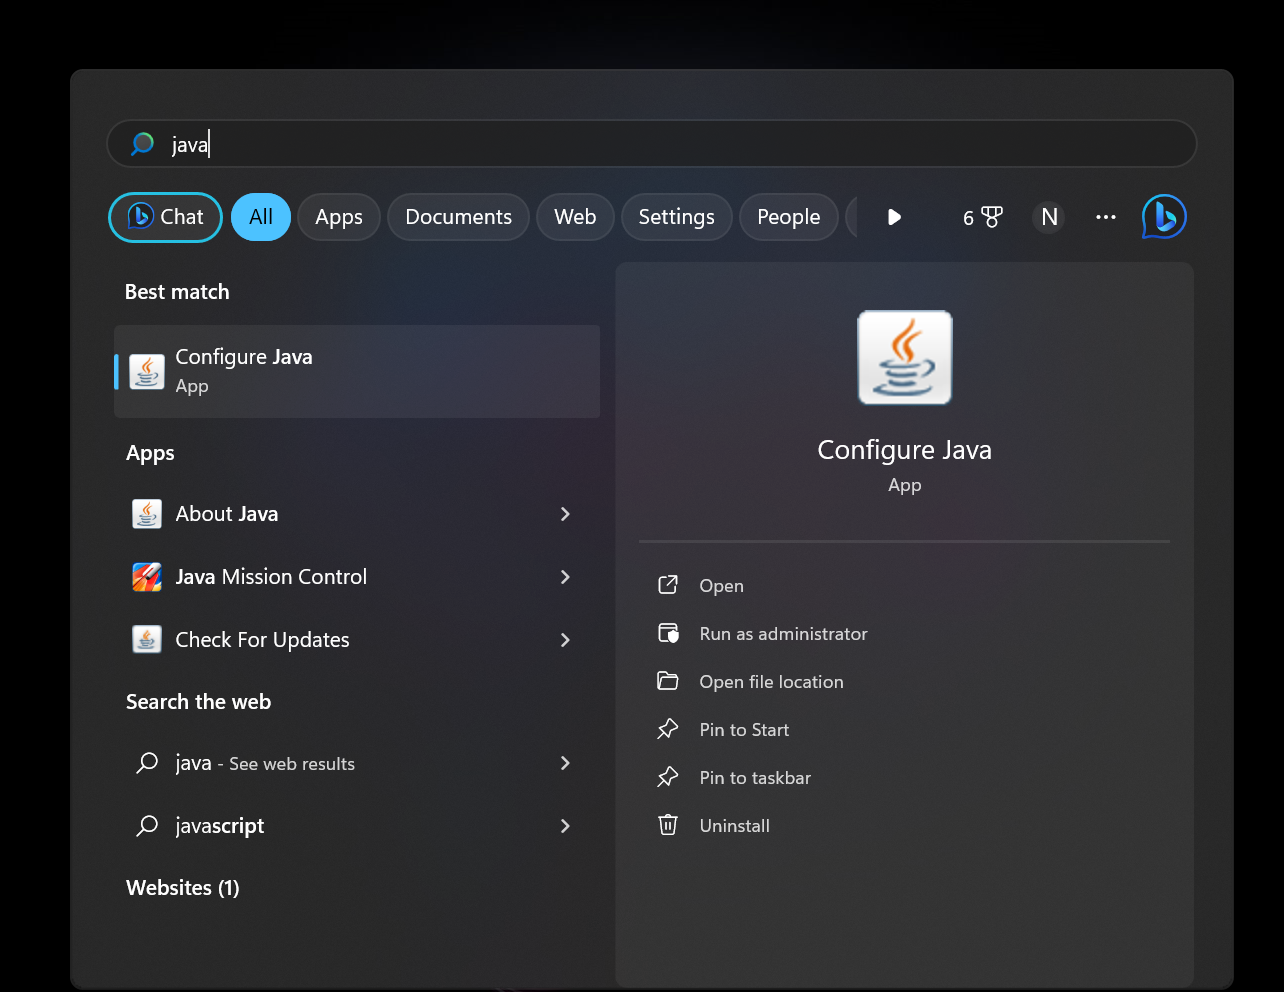 java
Chat
All
Apps
Documents
Web
Settings
People
6
N
Best match
Configure Java
App
Apps
About Java
Java Mission Control
Check For Updates
Search the web
java - See web results
javascript
Websites (1)
Configure Java
App
Open
Run as administrator
Open file location
Pin to Start
Pin to taskbar
Uninstall